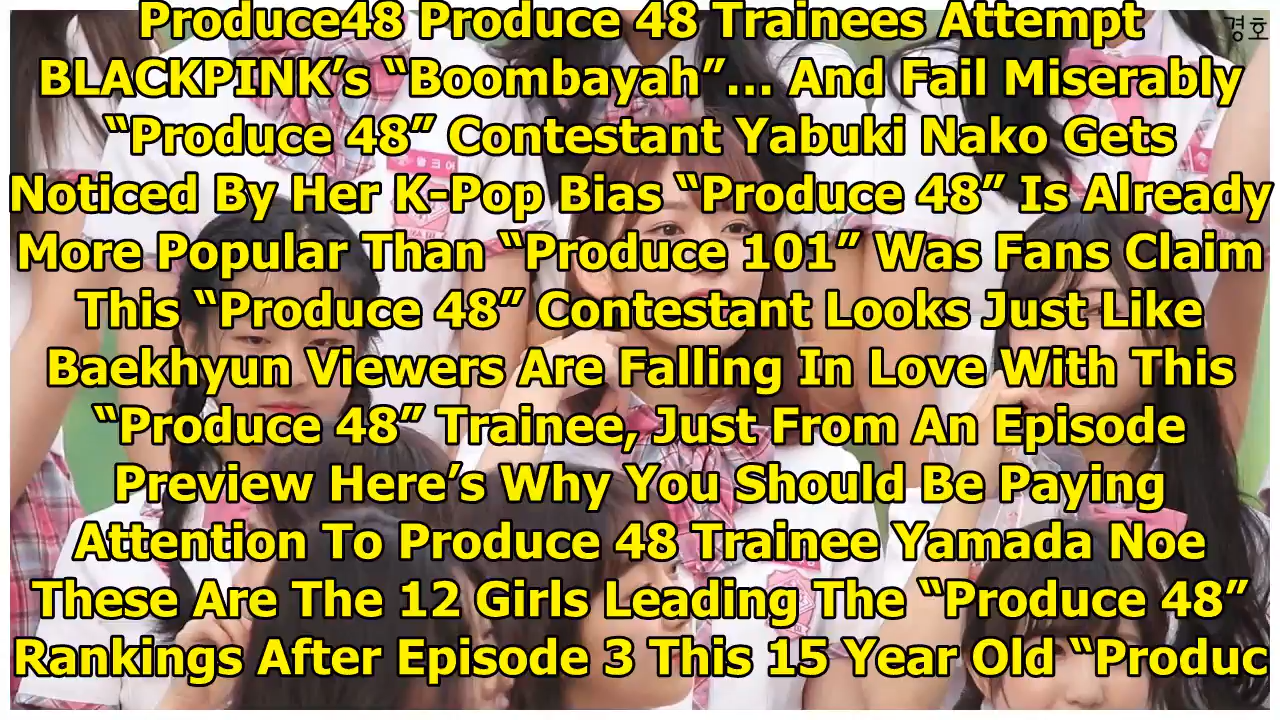 Produce48 Produce 48 Trainees Attempt
경호
BLACKPINK’s “Boombayah”... And Fail Miserably
“Produce 48” Contestant Yabuki Nako Gets
Noticed By Her K-Pop Bias “Produce 48” Is Already
More Popular Than “Produce 101” Was Fans Claim
This “Produce 48” Contestant Looks Just Like
Baekhyun Viewers Are Falling In Love With This
“Produce 48” Trainee, Just From An Episode
Preview Here’s Why You Should Be Paying
Attention To Produce 48 Trainee Yamada Noe
These Are The 12 Girls Leading The “Produce 48”
Rankings After Episode 3 This 15 Year Old “Produc